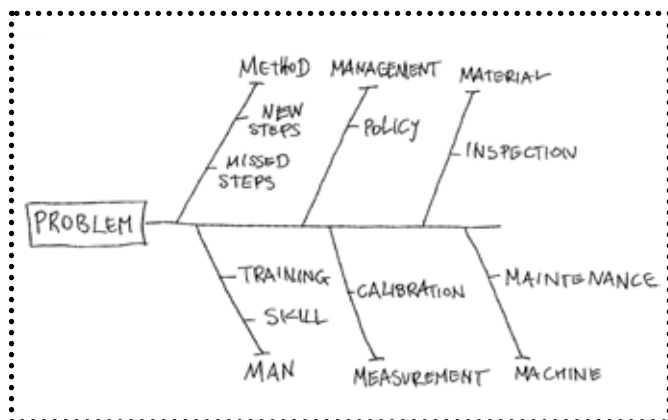 METHOD
MANAGEMENT
MATERIAL
NEW
STEPS
POLICY
MISSED
STEPS
INSPECTION
PROBLEM
TRAINING
CALIBRATION
MAINTENANCE
SKILL
MAN
MEASUREMENT
MACHINE